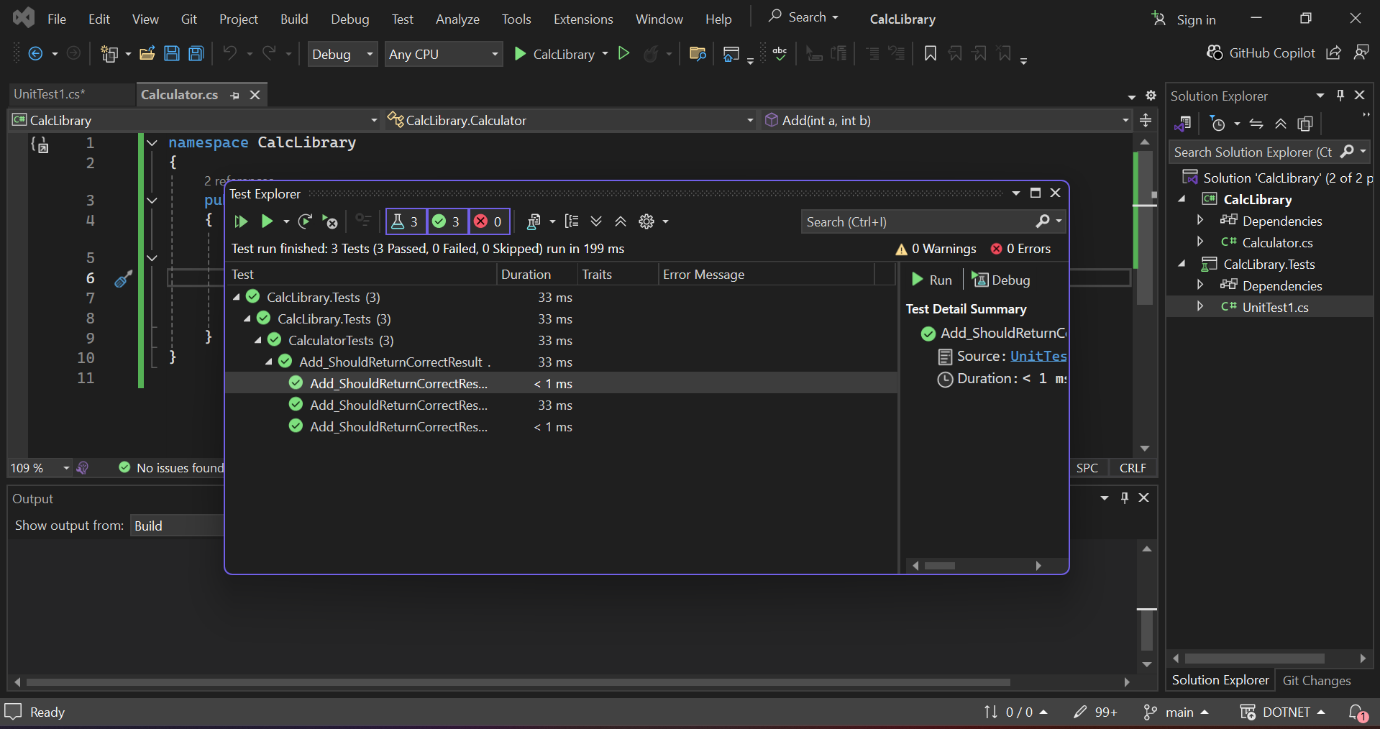 File Edit View Git Project Build Debug Test Analyze Tools Extensions Window Help Search CalcLibrary Sign in
Debug Any CPU CalcLibrary GitHub Copilot
UnitTest1.cs* Calculator.cs
CalcLibrary CalcLibrary.Calculator Add(int a, int b)
1 namespace CalcLibrary
2 {
2
3 pu
4 {
5
6
7
8
9 }
10 }
11
109 % No issues found SPC CRLF
Test Explorer
3 3 0 Search (Ctrl+I)
Test run finished: 3 Tests (3 Passed, 0 Failed, 0 Skipped) run in 199 ms 0 Warnings 0 Errors
Test Duration Traits Error Message
CalcLibrary.Tests (3) 33 ms
CalcLibrary.Tests (3) 33 ms
CalculatorTests (3) 33 ms
Add_ShouldReturnCorrectResult . 33 ms
Add_ShouldReturnCorrectRes... < 1 ms
Add_ShouldReturnCorrectRes... 33 ms
Add_ShouldReturnCorrectRes... < 1 ms
Run Debug
Test Detail Summary
Add_ShouldReturnC
Source: UnitTes
Duration: < 1 ms
Output
Show output from: Build
Solution Explorer
Search Solution Explorer (Ct
Solution 'CalcLibrary' (2 of 2 p
CalcLibrary
Dependencies
C# Calculator.cs
CalcLibrary.Tests
Dependencies
C# UnitTest1.cs
Solution Explorer Git Changes
Ready 0 / 0 99+ main DOTNET 1